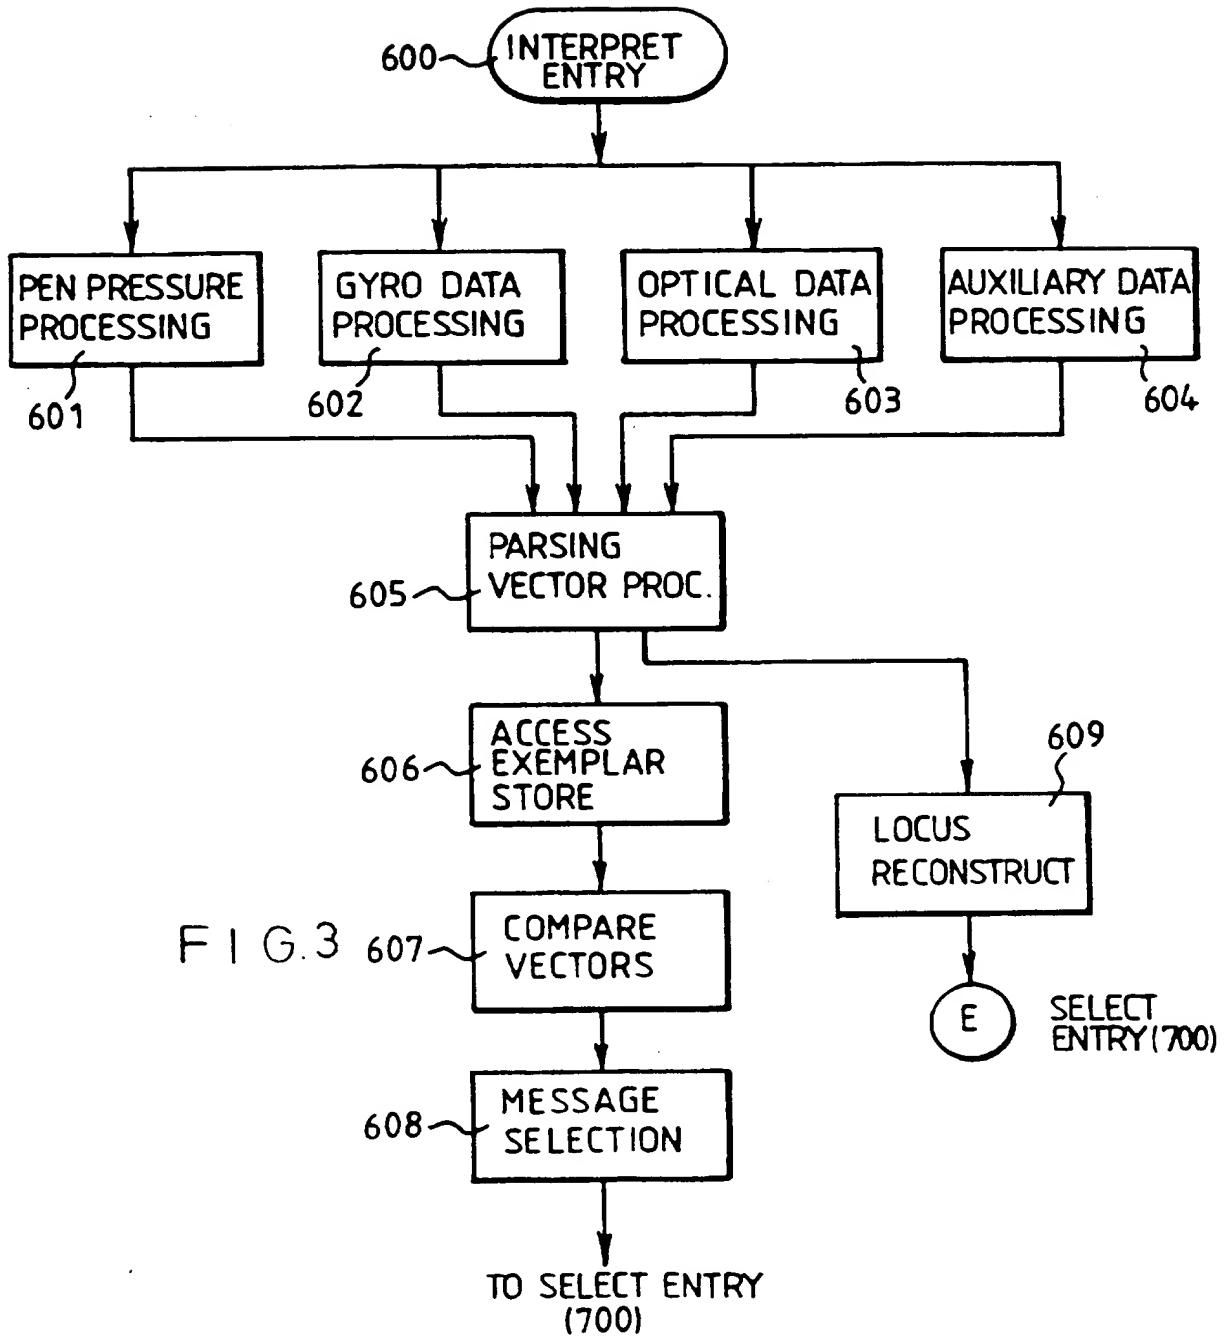 600
INTERPRET
ENTRY
PEN PRESSURE
PROCESSING
601
GYRO DATA
PROCESSING
602
OPTICAL DATA
PROCESSING
603
AUXILIARY DATA
PROCESSING
604
PARSING
VECTOR PROC.
605
ACCESS
EXEMPLAR
STORE
606
609
LOCUS
RECONSTRUCT
FIG.3
607
COMPARE
VECTORS
E
SELECT
ENTRY (700)
608
MESSAGE
SELECTION
TO SELECT ENTRY
(700)